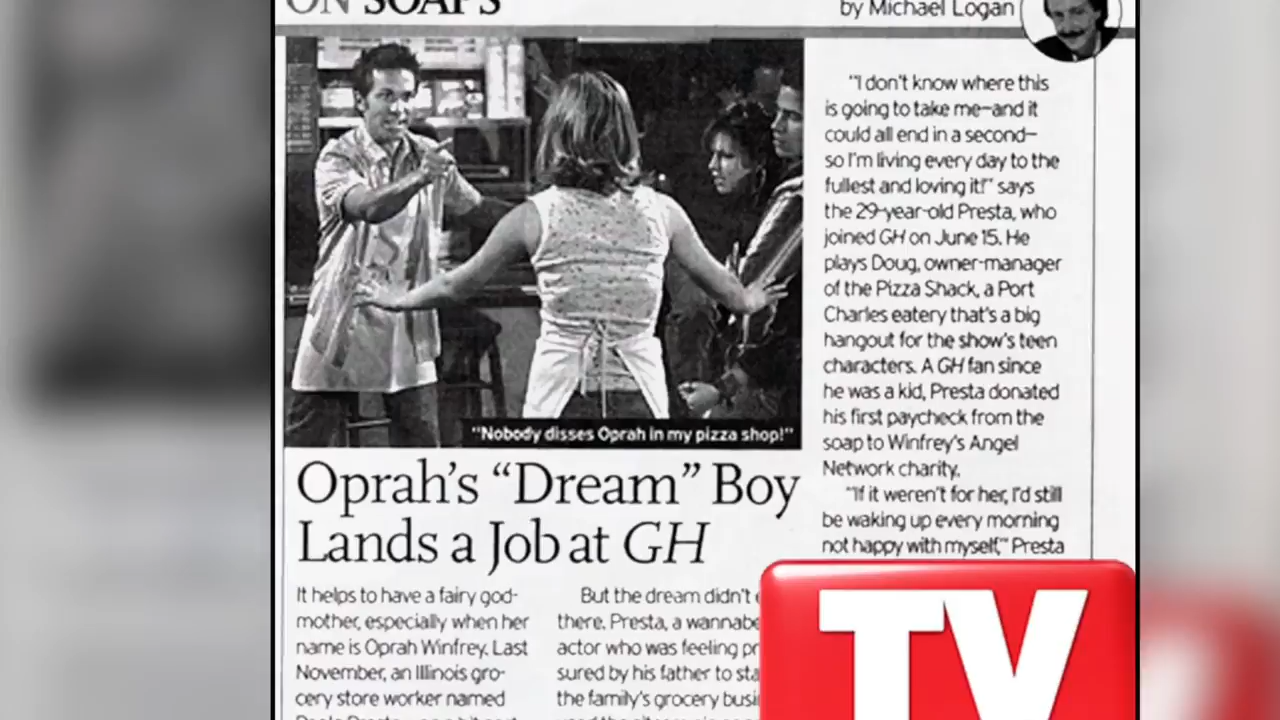 ON SOAPS
by Michael Logan
"Nobody disses Oprah in my pizza shop!"
Oprah's "Dream" Boy
Lands a Job at GH
It helps to have a fairy god-
mother, especially when her
name is Oprah Winfrey. Last
November, an Illinois gro-
cery store worker named
But the dream didn't
there. Presta, a wannabe
actor who was feeling
sured by his father to
the family's grocery
"I don't know where this
is going to take me—and it
could all end in a second—
so I'm living every day to the
fullest and loving it!" says
the 29-year-old Presta, who
joined GH on June 15. He
plays Doug, owner-manager
of the Pizza Shack, a Port
Charles eatery that's a big
hangout for the show's teen
characters. A GH fan since
he was a kid, Presta donated
his first paycheck from the
soap to Winfrey's Angel
Network charity.
"If it weren't for her, I'd still
be waking up every morning
not happy with myself," Presta
TV